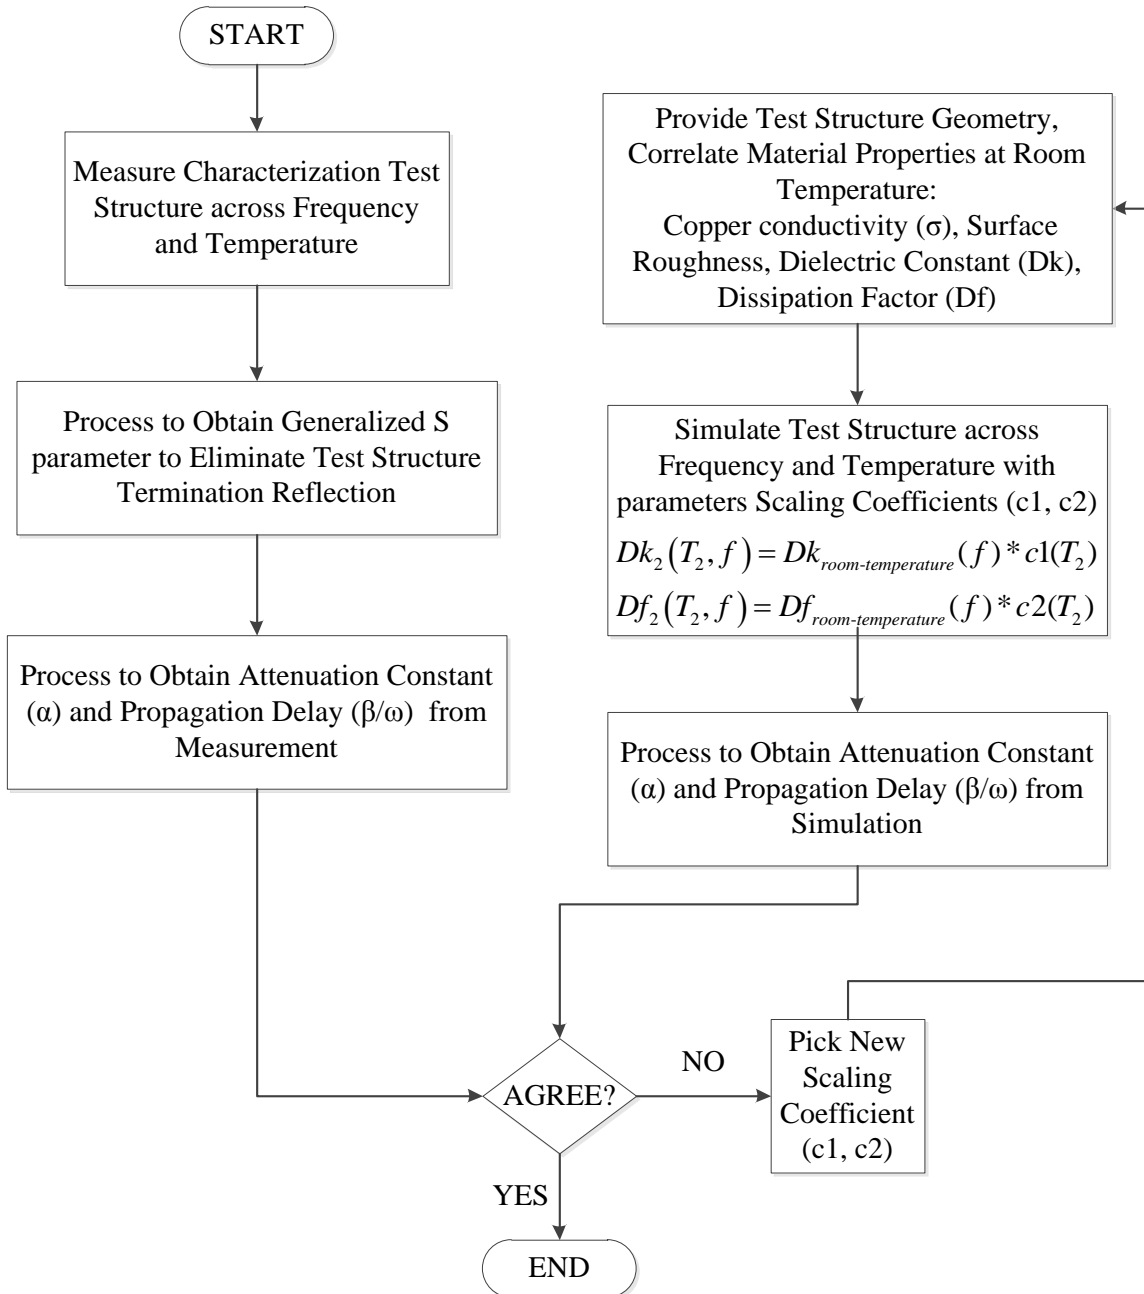 START
Measure Characterization Test
Structure across Frequency
and Temperature
Process to Obtain Generalized S
parameter to Eliminate Test Structure
Termination Reflection
Process to Obtain Attenuation Constant
(α) and Propagation Delay (β/ω) from
Measurement
Provide Test Structure Geometry,
Correlate Material Properties at Room
Temperature:
Copper conductivity (σ), Surface
Roughness, Dielectric Constant (Dk),
Dissipation Factor (Df)
Simulate Test Structure across
Frequency and Temperature with
parameters Scaling Coefficients (c1, c2)
Dk₂(T₂, f) = Dk_room-temperature(f) * c1(T₂)
Df₂(T₂, f) = Df_room-temperature(f) * c2(T₂)
Process to Obtain Attenuation Constant
(α) and Propagation Delay (β/ω) from
Simulation
AGREE?
NO
Pick New
Scaling
Coefficient
(c1, c2)
YES
END